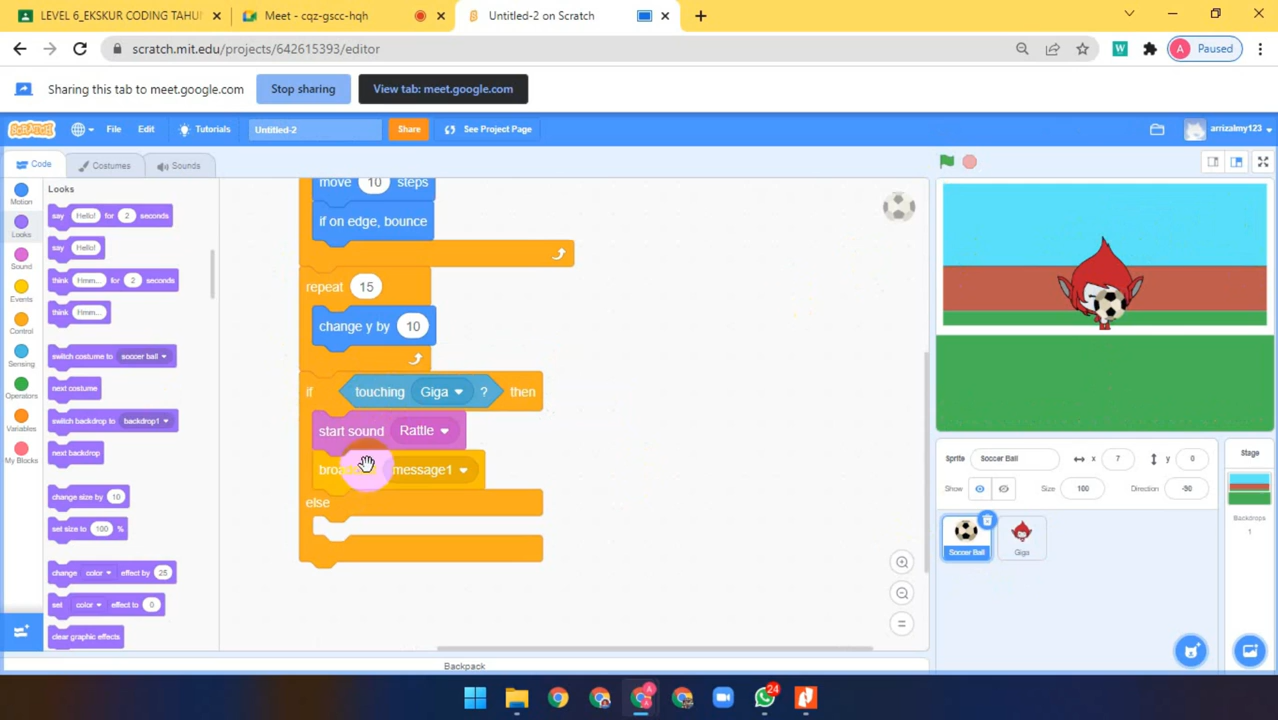 LEVEL 6_EKSKUR CODING TAHUN
Meet - cqz-gscc-hqh
Untitled-2 on Scratch
scratch.mit.edu/projects/642615393/editor
W
A Paused
Sharing this tab to meet.google.com
Stop sharing
View tab: meet.google.com
SCRATCH
File
Edit
Tutorials
Untitled-2
Share
See Project Page
arrizalmy123
Code
Costumes
Sounds
Motion
Looks
Sound
Events
Control
Sensing
Operators
Variables
My Blocks
Looks
say Hello! for 2 seconds
say Hello!
think Hmm... for 2 seconds
think Hmm...
switch costume to soccer ball
next costume
switch backdrop to backdrop1
next backdrop
change size by 10
set size to 100 %
change color effect by 25
set color effect to 0
clear graphic effects
move 10 steps
if on edge, bounce
repeat 15
change y by 10
if touching Giga ? then
start sound Rattle
message1
else
Backpack
Sprite Soccer Ball x 7 y 0
Show Size 100 Direction -90
Soccer Ball
Giga
Stage
Backdrops
1
A
24